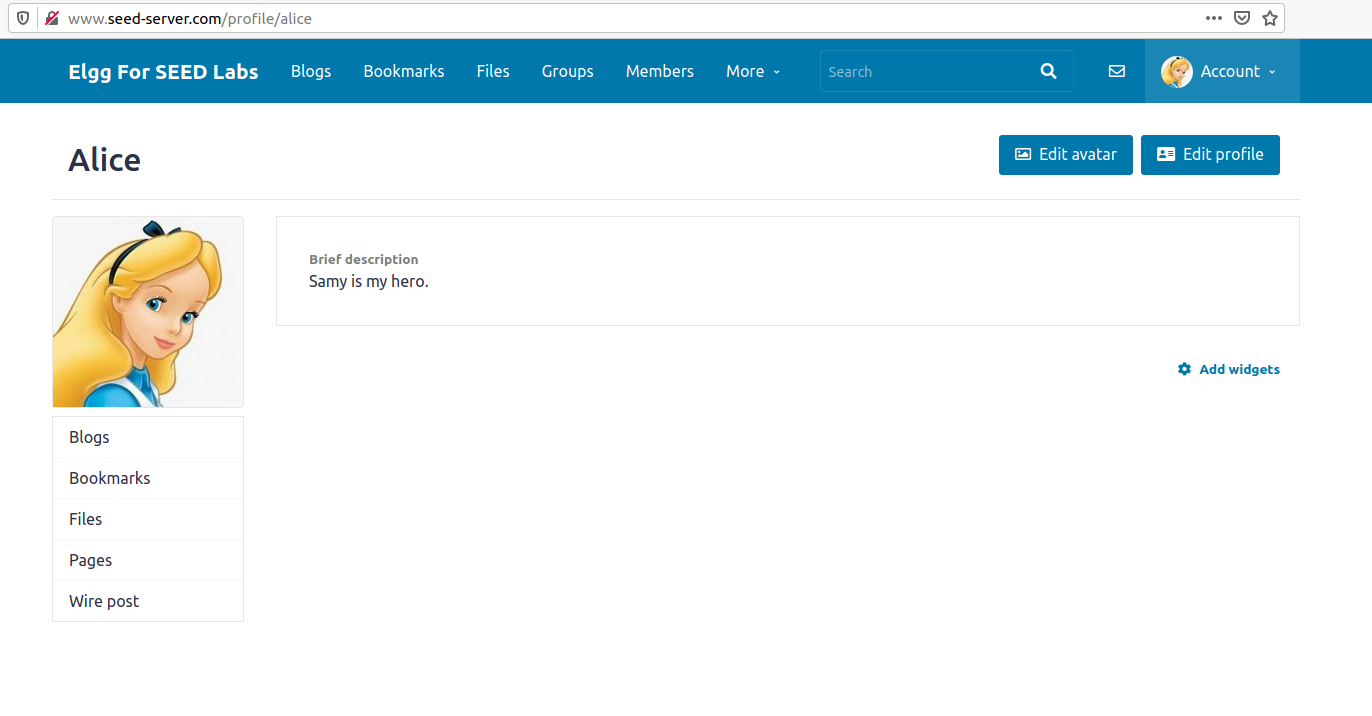 www.seed-server.com/profile/alice
Elgg For SEED Labs Blogs Bookmarks Files Groups Members More Search Account
Alice
Edit avatar Edit profile
Brief description
Samy is my hero.
Add widgets
Blogs
Bookmarks
Files
Pages
Wire post